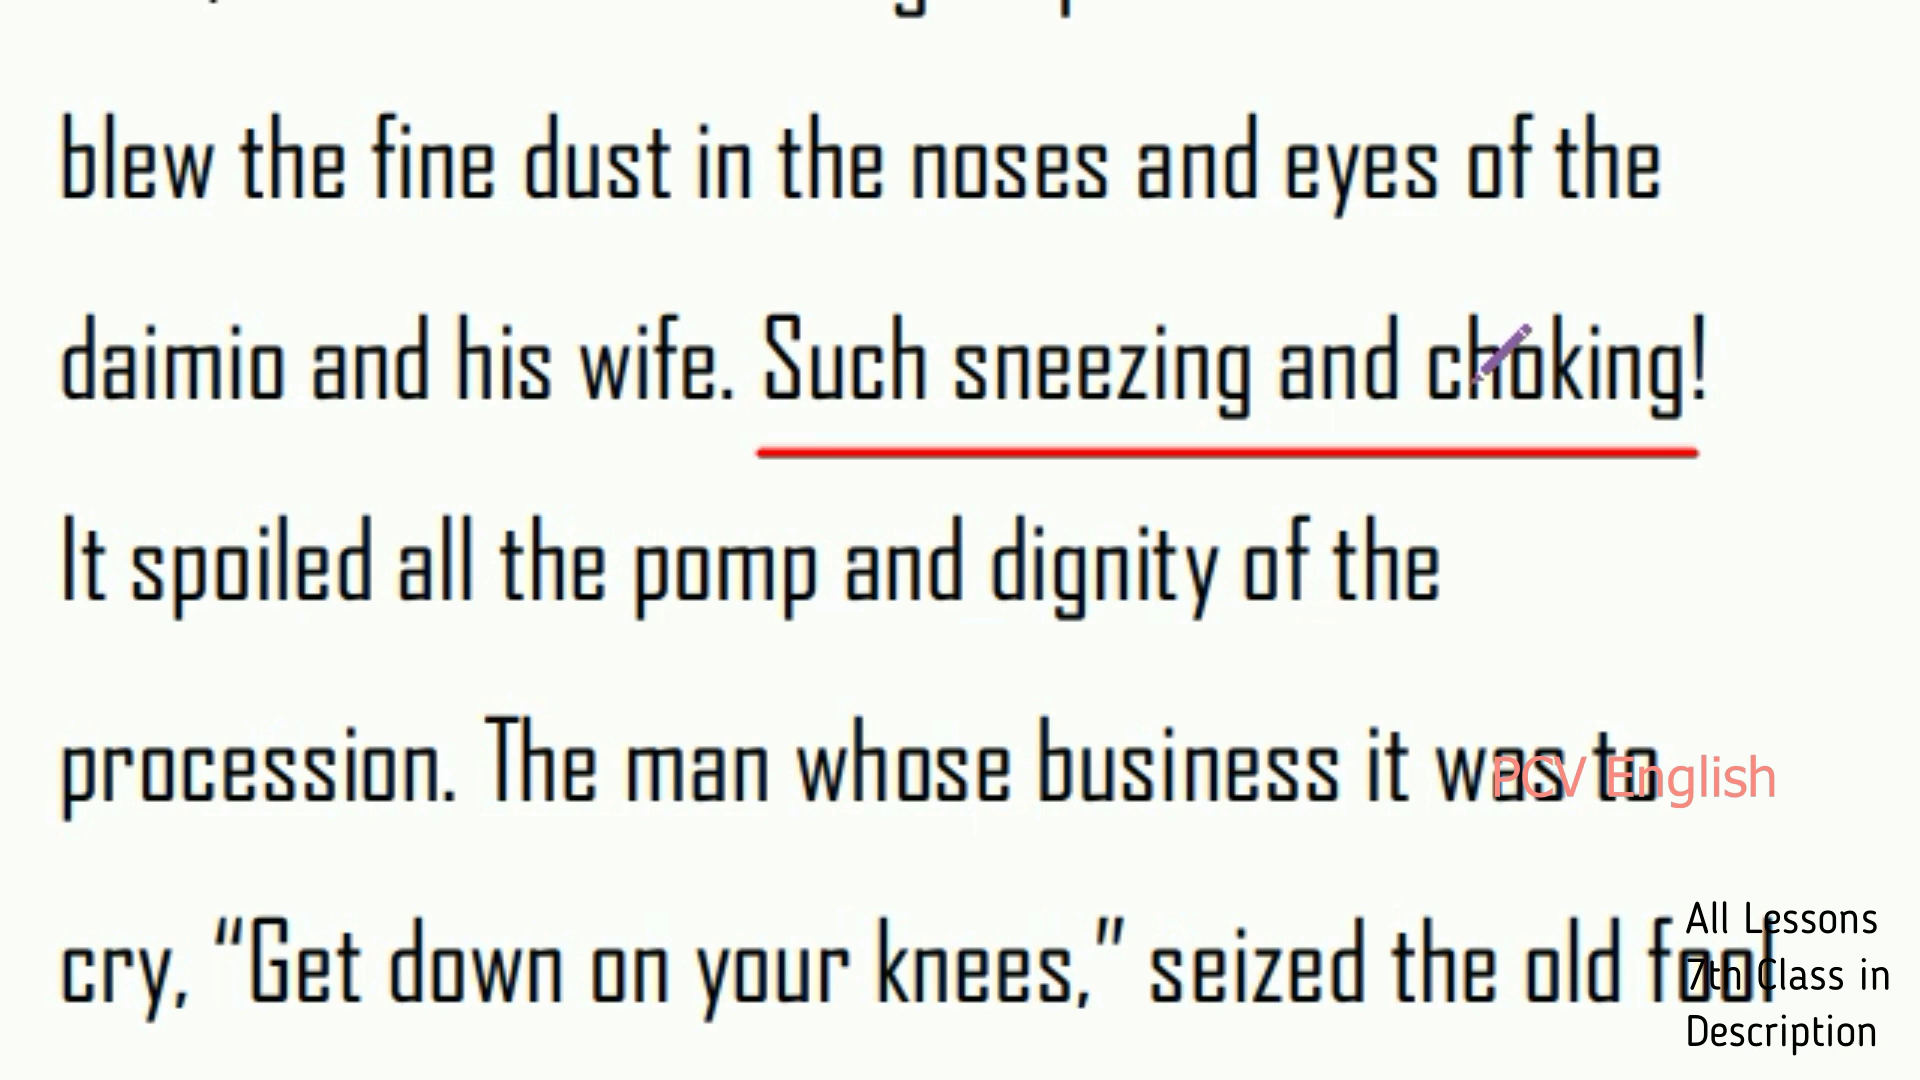 blew the fine dust in the noses and eyes of the
daimio and his wife. Such sneezing and choking!
It spoiled all the pomp and dignity of the
procession. The man whose business it was to
PCV English
cry, “Get down on your knees,” seized the old fool
All Lessons
7th Class in
Description